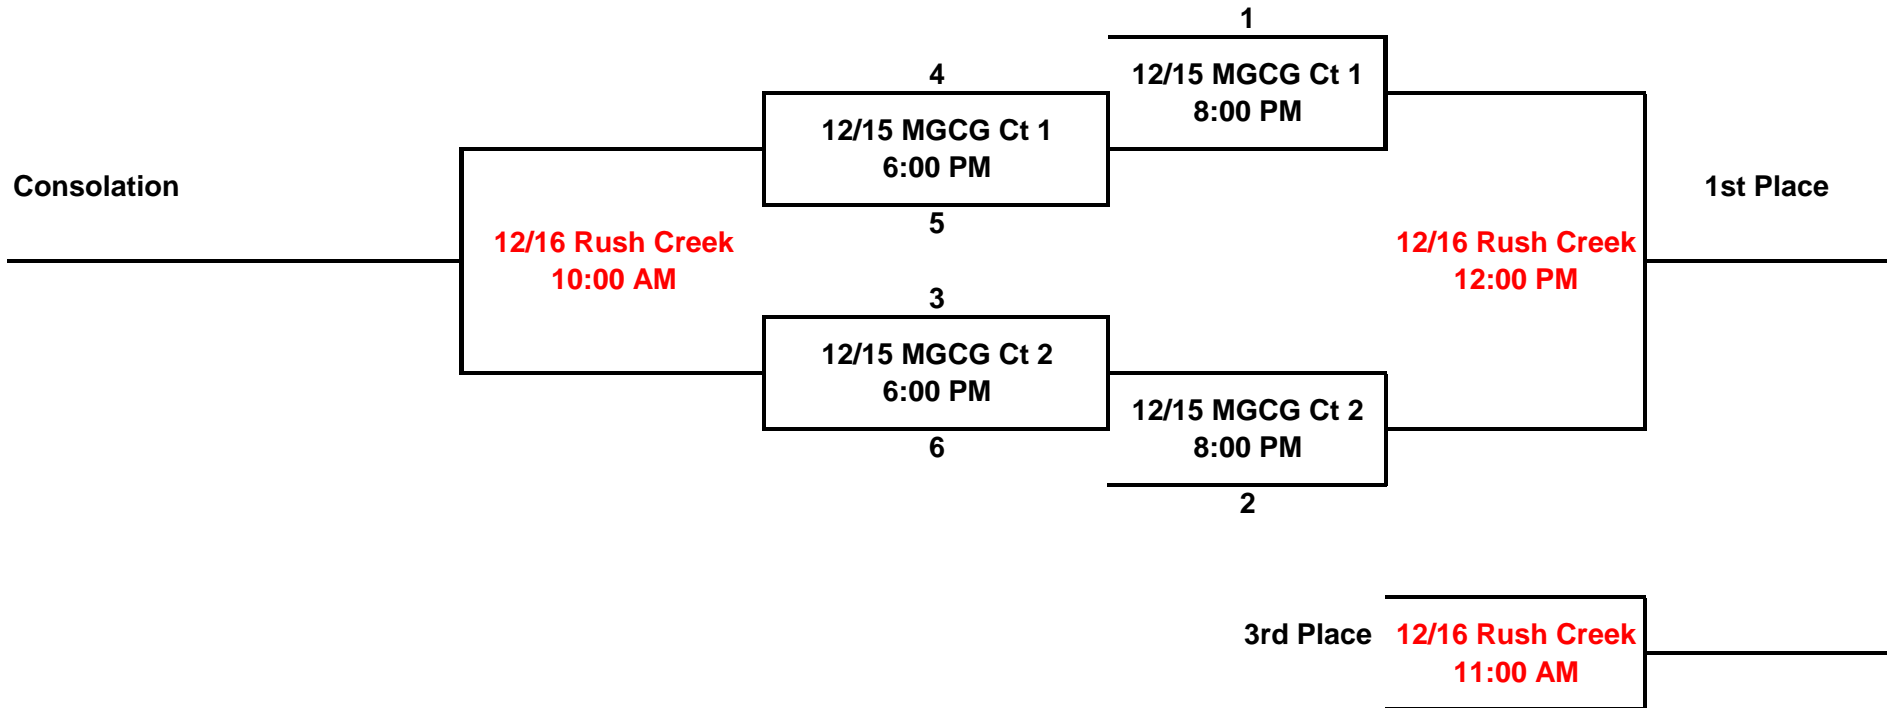 1
4
12/15 MGCG Ct 1
8:00 PM
12/15 MGCG Ct 1
6:00 PM
Consolation
1st Place
5
12/16 Rush Creek
10:00 AM
12/16 Rush Creek
12:00 PM
3
12/15 MGCG Ct 2
6:00 PM
12/15 MGCG Ct 2
8:00 PM
6
2
3rd Place
12/16 Rush Creek
11:00 AM